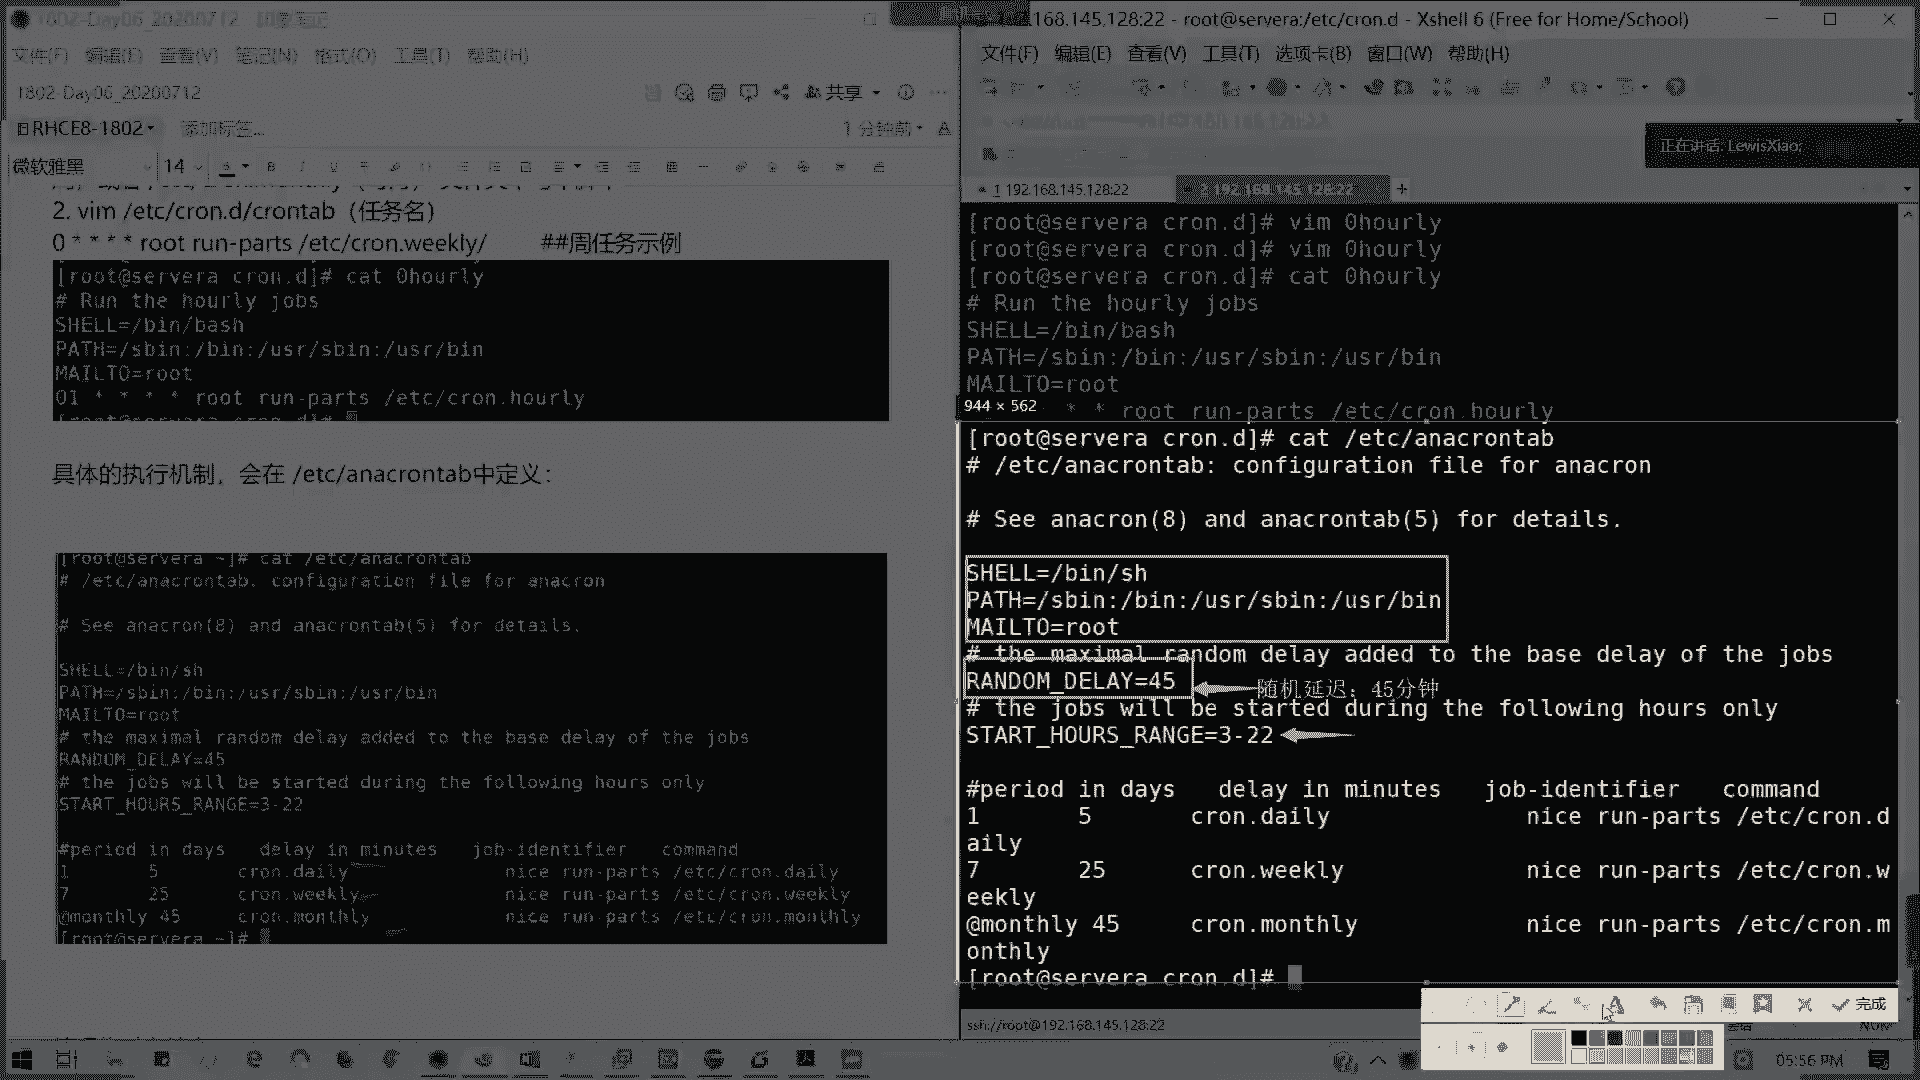 1802-Day06_20200712
文件(F) 编辑(E) 查看(V) 笔记(N) 格式(O) 工具(T) 帮助(H)
1802-Day06_20200712
共享
RHCE8-1802
添加标签...
1 分钟前
微软雅黑
14
2. vim /etc/cron.d/crontab（任务名）
0 * * * * root run-parts /etc/cron.weekly/ ##周任务示例
[root@servera cron.d]# cat 0hourly
# Run the hourly jobs
SHELL=/bin/bash
PATH=/sbin:/bin:/usr/sbin:/usr/bin
MAILTO=root
01 * * * * root run-parts /etc/cron.hourly
具体的执行机制，会在 /etc/anacrontab中定义：
[root@servera ~]# cat /etc/anacrontab
# /etc/anacrontab: configuration file for anacron
# See anacron(8) and anacrontab(5) for details.
SHELL=/bin/sh
PATH=/sbin:/bin:/usr/sbin:/usr/bin
MAILTO=root
# the maximal random delay added to the base delay of the jobs
RANDOM_DELAY=45
# the jobs will be started during the following hours only
START_HOURS_RANGE=3-22
#period in days delay in minutes job-identifier command
1 5 cron.daily nice run-parts /etc/cron.daily
7 25 cron.weekly nice run-parts /etc/cron.weekly
@monthly 45 cron.monthly nice run-parts /etc/cron.monthly
[root@servera ~]#
.168.145.128:22 - root@servera:/etc/cron.d - Xshell 6 (Free for Home/School)
文件(F) 编辑(E) 查看(V) 工具(T) 选项卡(B) 窗口(W) 帮助(H)
正在讲话: LewisXiao;
1 192.168.145.128:22
2 192.168.145.128:22
[root@servera cron.d]# vim 0hourly
[root@servera cron.d]# vim 0hourly
[root@servera cron.d]# cat 0hourly
# Run the hourly jobs
SHELL=/bin/bash
PATH=/sbin:/bin:/usr/sbin:/usr/bin
MAILTO=root
944 × 562
* * root run-parts /etc/cron.hourly
[root@servera cron.d]# cat /etc/anacrontab
# /etc/anacrontab: configuration file for anacron
# See anacron(8) and anacrontab(5) for details.
SHELL=/bin/sh
PATH=/sbin:/bin:/usr/sbin:/usr/bin
MAILTO=root
# the maximal random delay added to the base delay of the jobs
RANDOM_DELAY=45
随机延迟：45分钟
# the jobs will be started during the following hours only
START_HOURS_RANGE=3-22
#period in days delay in minutes job-identifier command
1 5 cron.daily nice run-parts /etc/cron.d
aily
7 25 cron.weekly nice run-parts /etc/cron.w
eekly
@monthly 45 cron.monthly nice run-parts /etc/cron.m
onthly
[root@servera cron.d]#
完成
ssh://root@192.168.145.128:22
NUM
05:56 PM